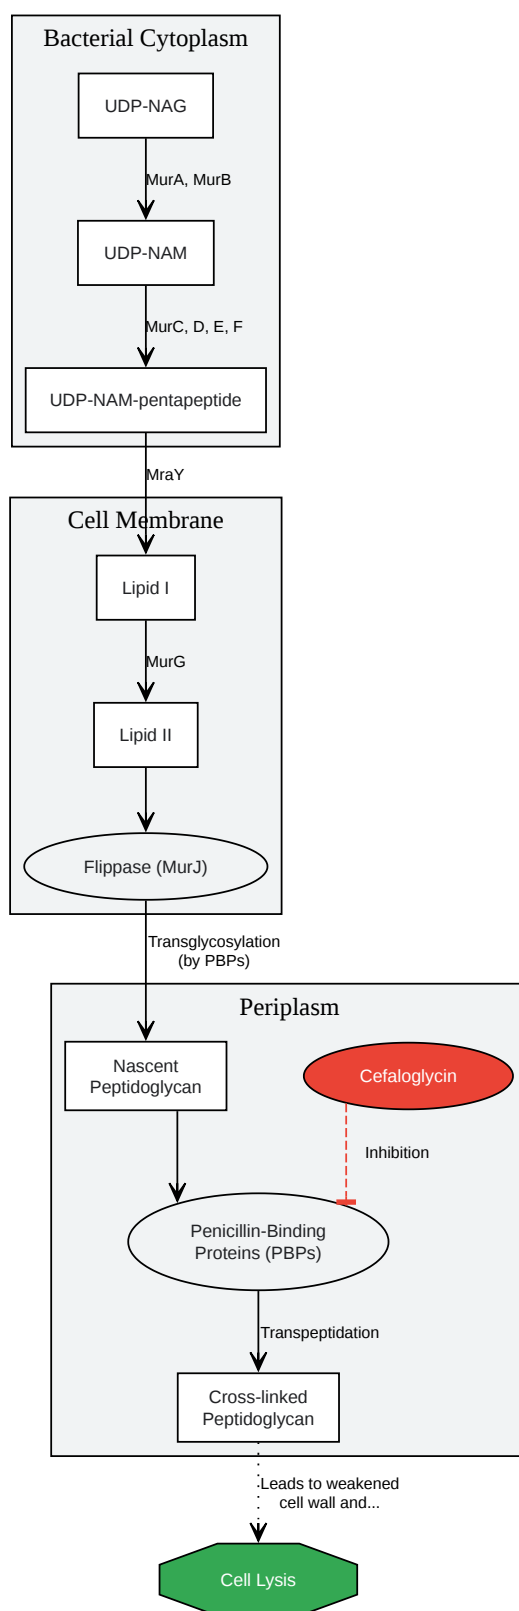 Bacterial Cytoplasm
UDP-NAG
MurA, MurB
UDP-NAM
MurC, D, E, F
UDP-NAM-pentapeptide
MraY
Cell Membrane
Lipid I
MurG
Lipid II
Flippase (MurJ)
Transglycosylation
(by PBPs)
Periplasm
Nascent
Peptidoglycan
Cefaloglycin
Inhibition
Penicillin-Binding
Proteins (PBPs)
Transpeptidation
Cross-linked
Peptidoglycan
Leads to weakened
cell wall and...
Cell Lysis